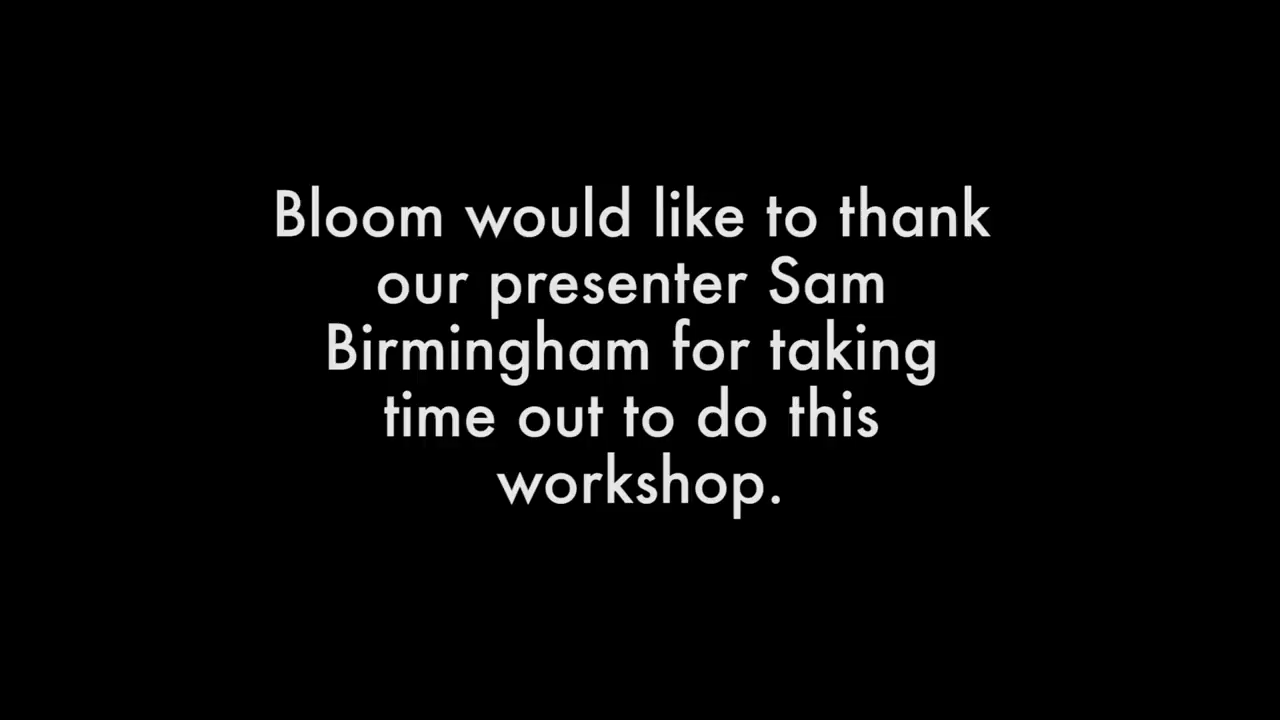 Bloom would like to thank
our presenter Sam
Birmingham for taking
time out to do this
workshop.